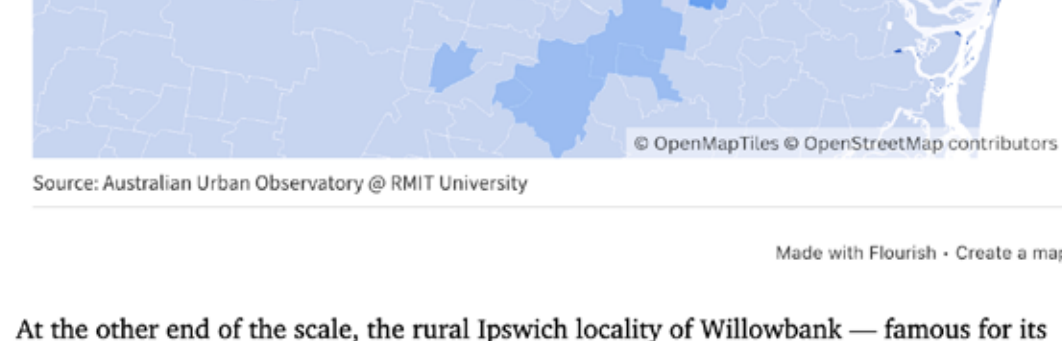 © OpenMapTiles © OpenStreetMap contributors
Source: Australian Urban Observatory @ RMIT University
Made with Flourish • Create a map
At the other end of the scale, the rural Ipswich locality of Willowbank — famous for its